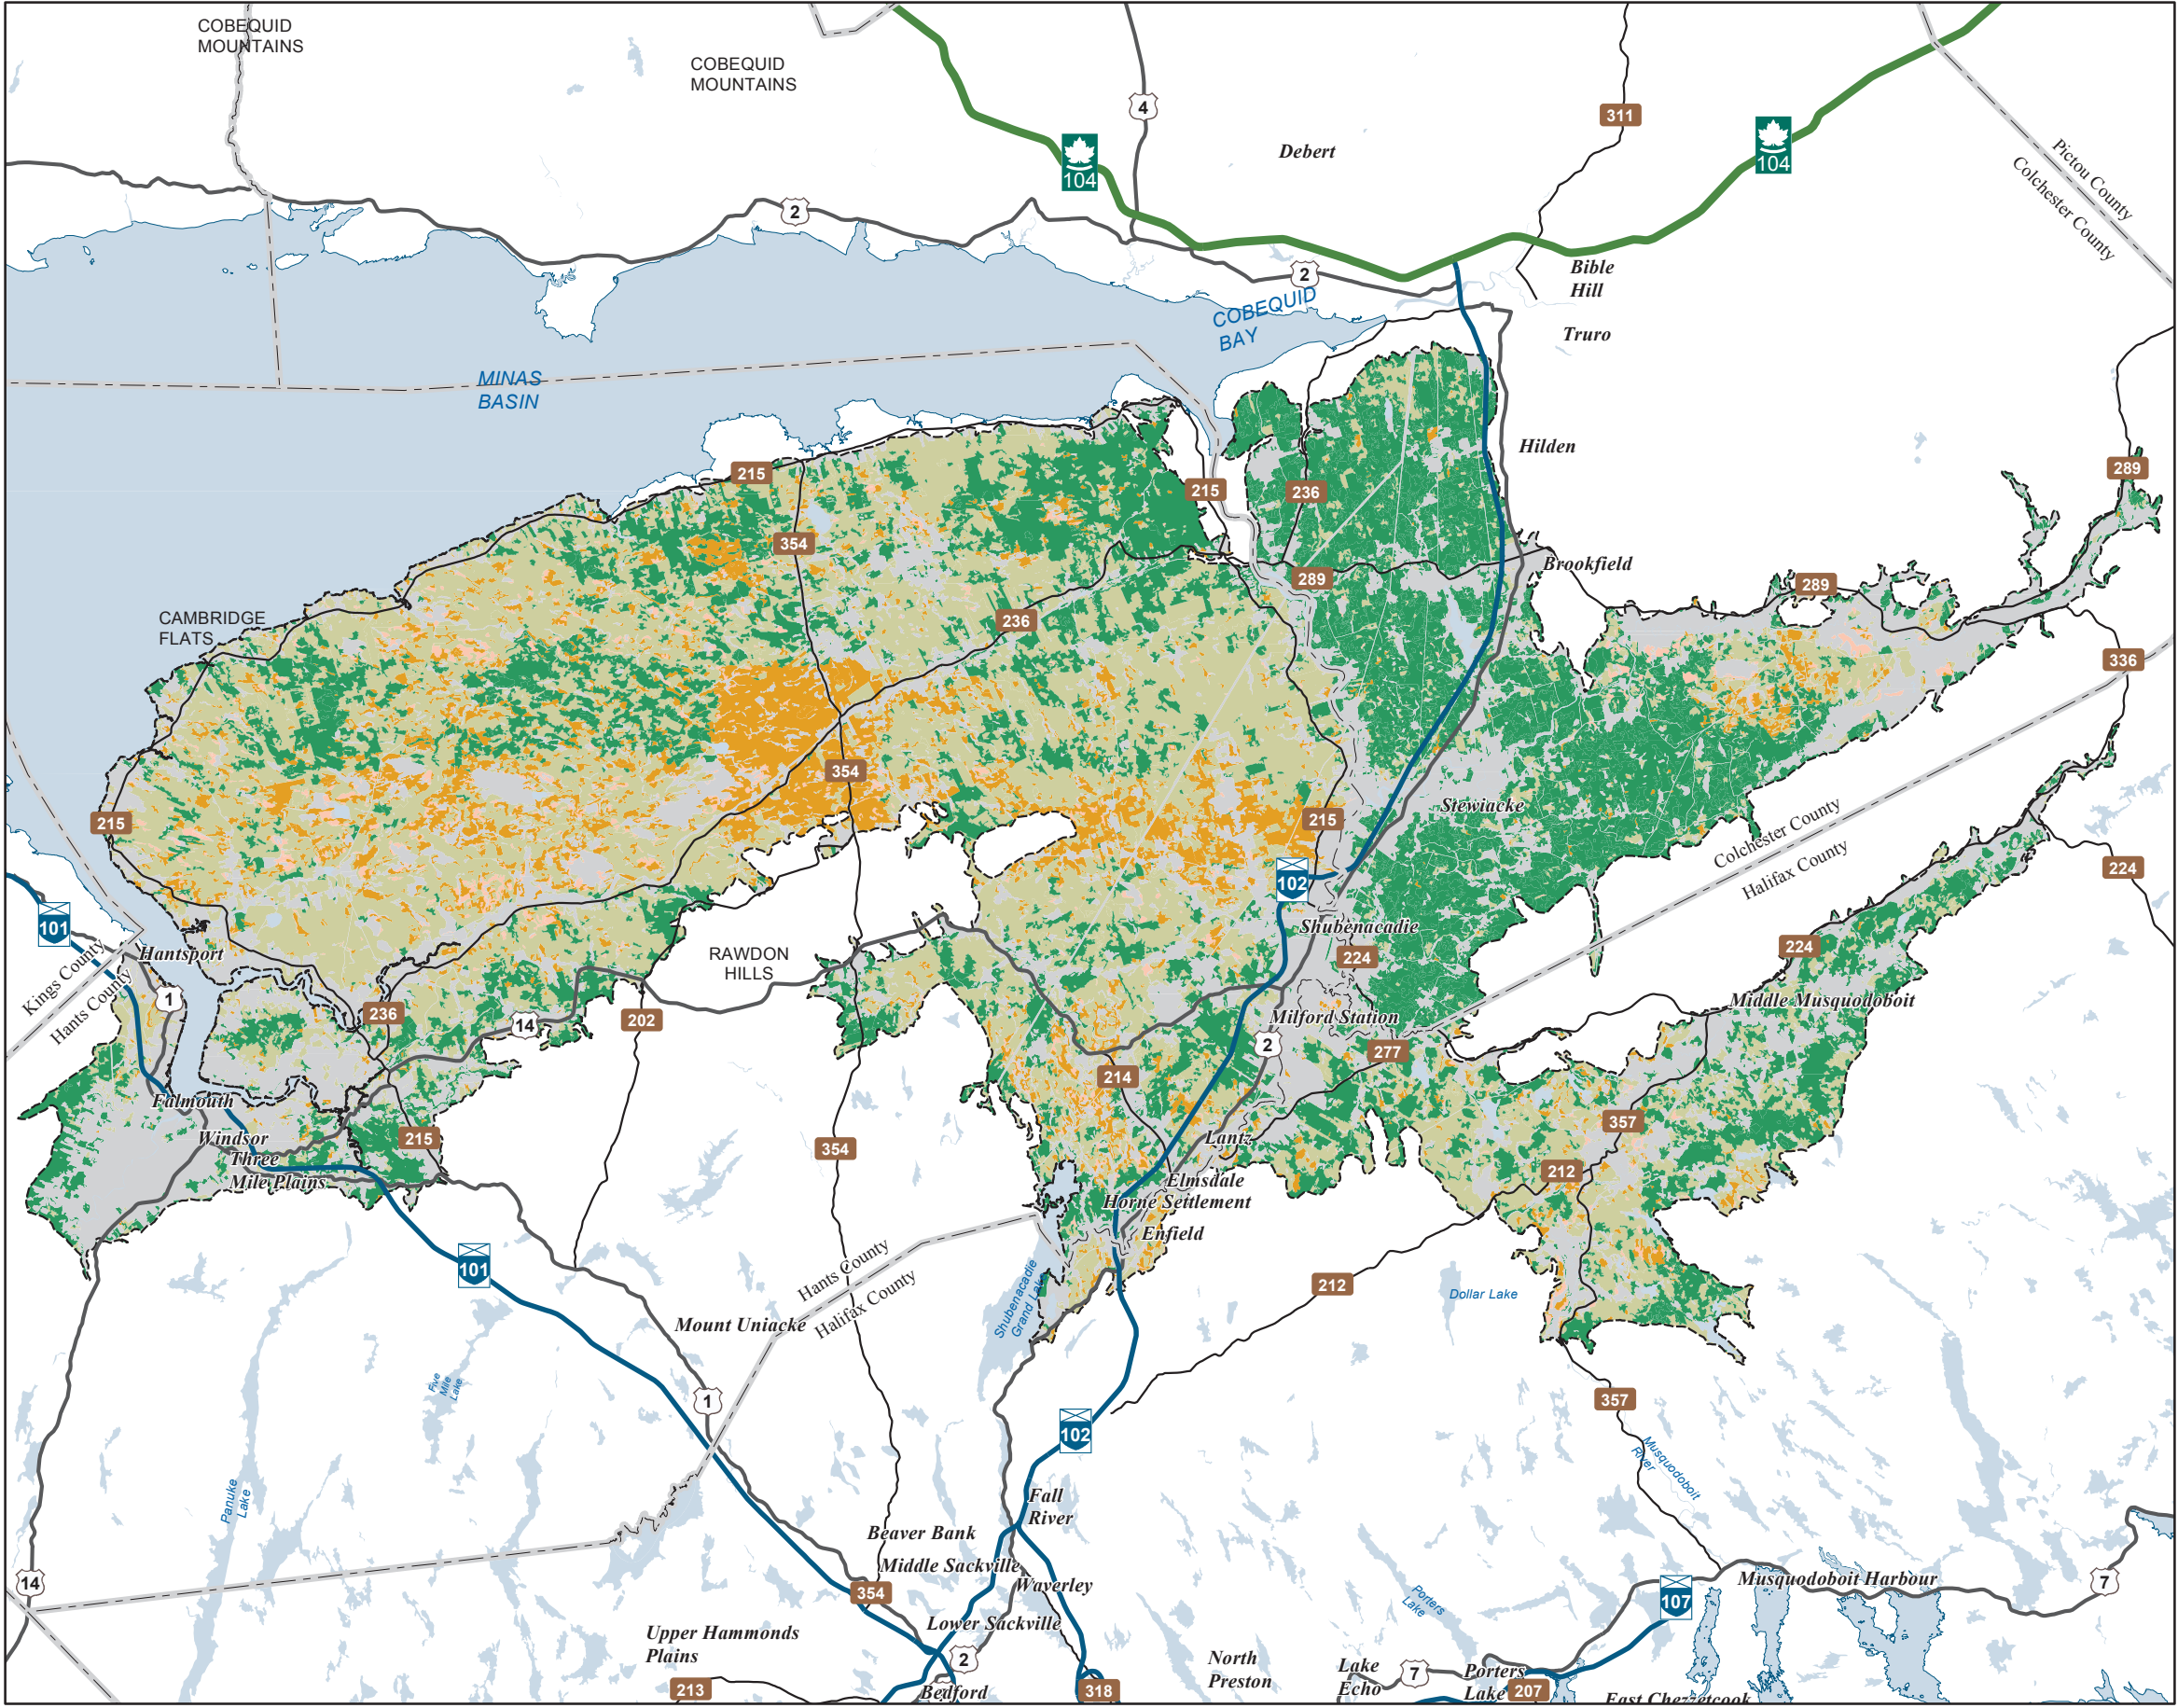 COBEQUID
MOUNTAINS
COBEQUID
MOUNTAINS
4
311
104
104
Debert
Pictou County
Colchester County
2
2
Bible
Hill
COBEQUID
BAY
Truro
MINAS
BASIN
Hilden
215
215
236
289
354
289
Brookfield
289
CAMBRIDGE
FLATS
236
336
354
215
215
Stewiacke
Colchester County
Halifax County
224
102
101
Shubenacadie
Hantsport
Kings County
Hants County
RAWDON
HILLS
224
224
1
236
14
202
Middle Musquodoboit
Milford Station
2
277
214
Falmouth
357
Windsor
215
354
Lantz
Three
Mile Plains
212
Elmsdale
Horne Settlement
Enfield
101
Hants County
Halifax County
Shubenacadie
Grand Lake
212
Dollar Lake
Mount Uniacke
Five
Mile
Lake
1
357
102
Musquodoboit
River
Panuke
Lake
Fall
River
Beaver Bank
Middle Sackville
Waverley
14
354
107
Musquodoboit Harbour
7
Porters
Lake
Lower Sackville
Upper Hammonds
Plains
2
North
Preston
Lake
Echo
7
Porters
Lake
213
Bedford
318
207
East Chezzetcook